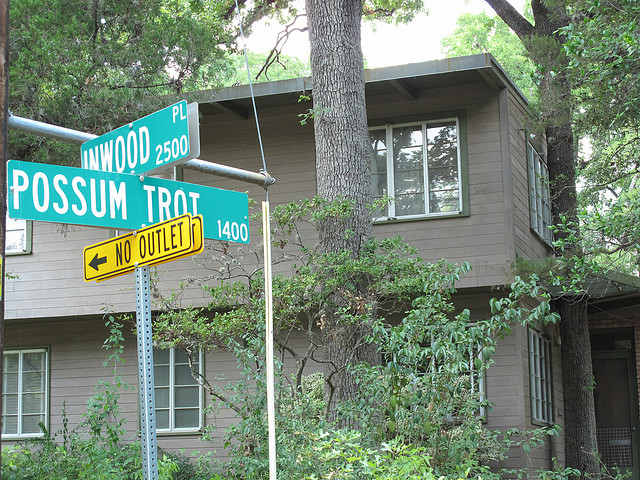 INWOOD PL
2500
POSSUM TROT
1400
NO OUTLET